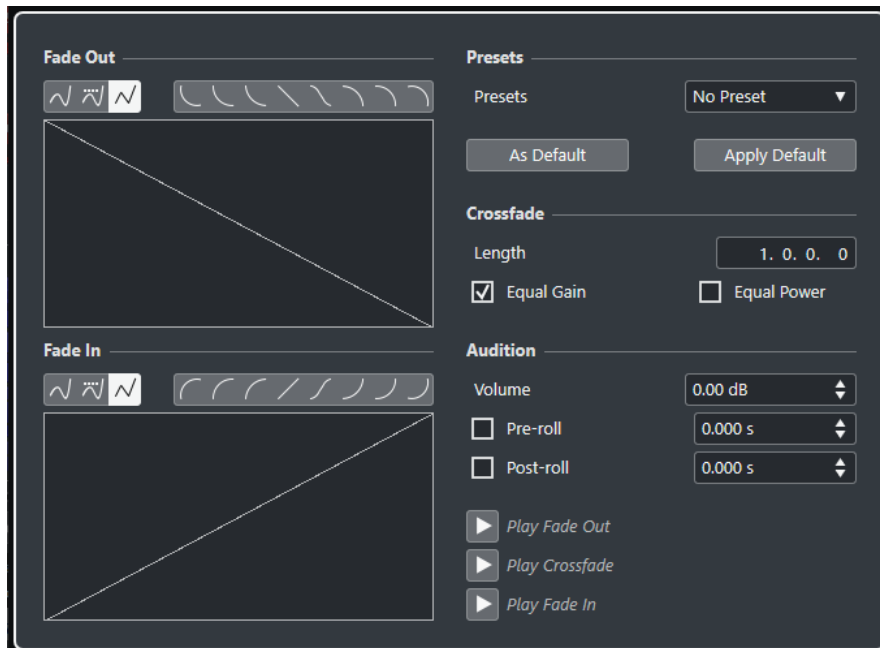 Fade Out
Presets
Presets
No Preset
As Default
Apply Default
Crossfade
Length
1. 0. 0. 0
Equal Gain
Equal Power
Fade In
Audition
Volume
0.00 dB
Pre-roll
0.000 s
Post-roll
0.000 s
Play Fade Out
Play Crossfade
Play Fade In